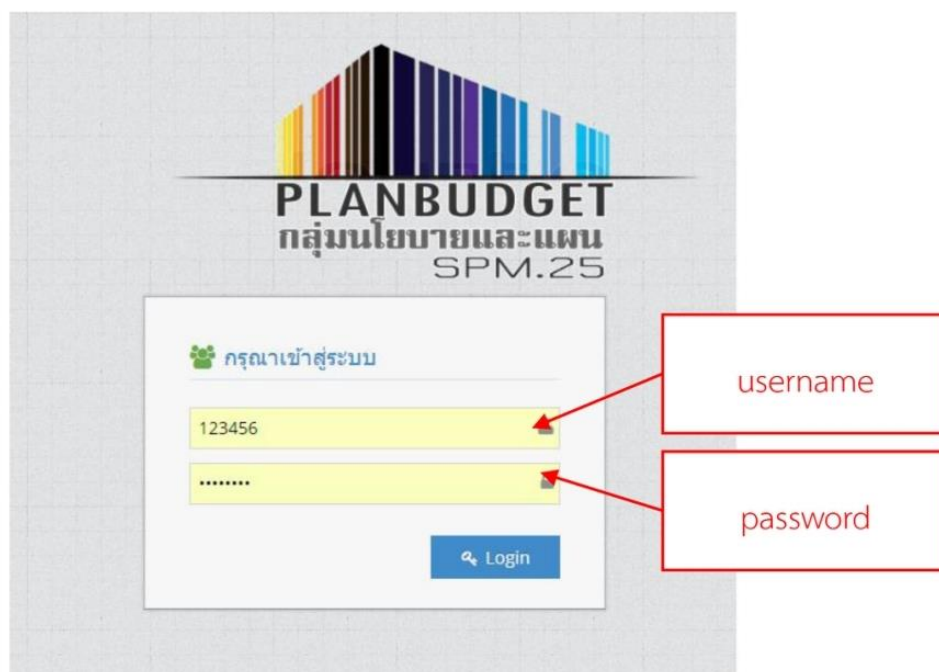 PLANBUDGET
กลุ่มนโยบายและแผน
SPM.25
กรุณาเข้าสู่ระบบ
123456
••••••••
Login
username
password